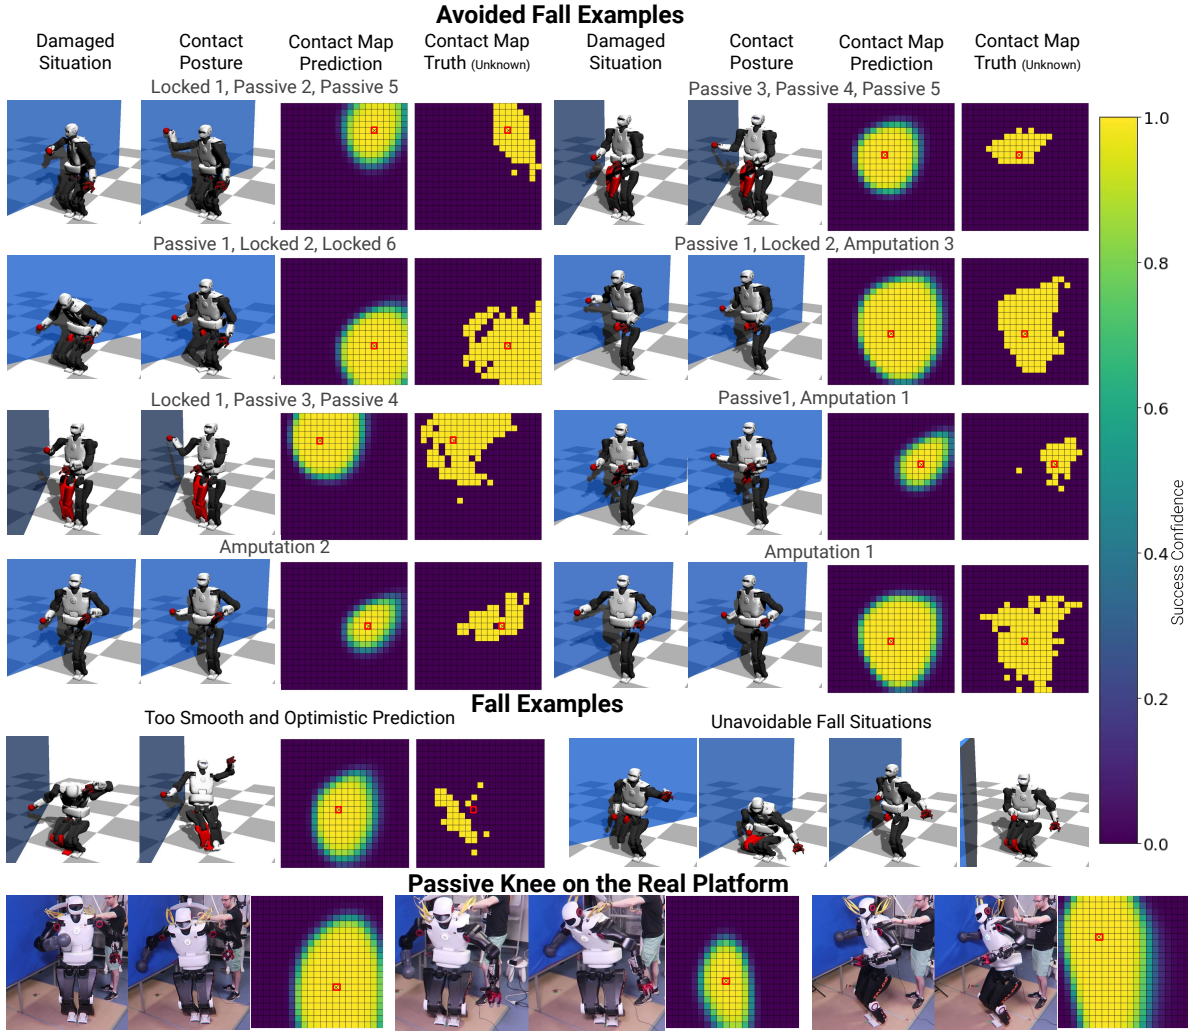 Avoided Fall Examples
Damaged Situation
Contact Posture
Contact Map Prediction
Contact Map Truth (Unknown)
Damaged Situation
Contact Posture
Contact Map Prediction
Contact Map Truth (Unknown)
Locked 1, Passive 2, Passive 5
Passive 3, Passive 4, Passive 5
Passive 1, Locked 2, Locked 6
Passive 1, Locked 2, Amputation 3
Locked 1, Passive 3, Passive 4
Passive1, Amputation 1
Amputation 2
Amputation 1
Fall Examples
Too Smooth and Optimistic Prediction
Unavoidable Fall Situations
Passive Knee on the Real Platform
1.0
0.8
0.6
0.4
0.2
0.0
Success Confidence